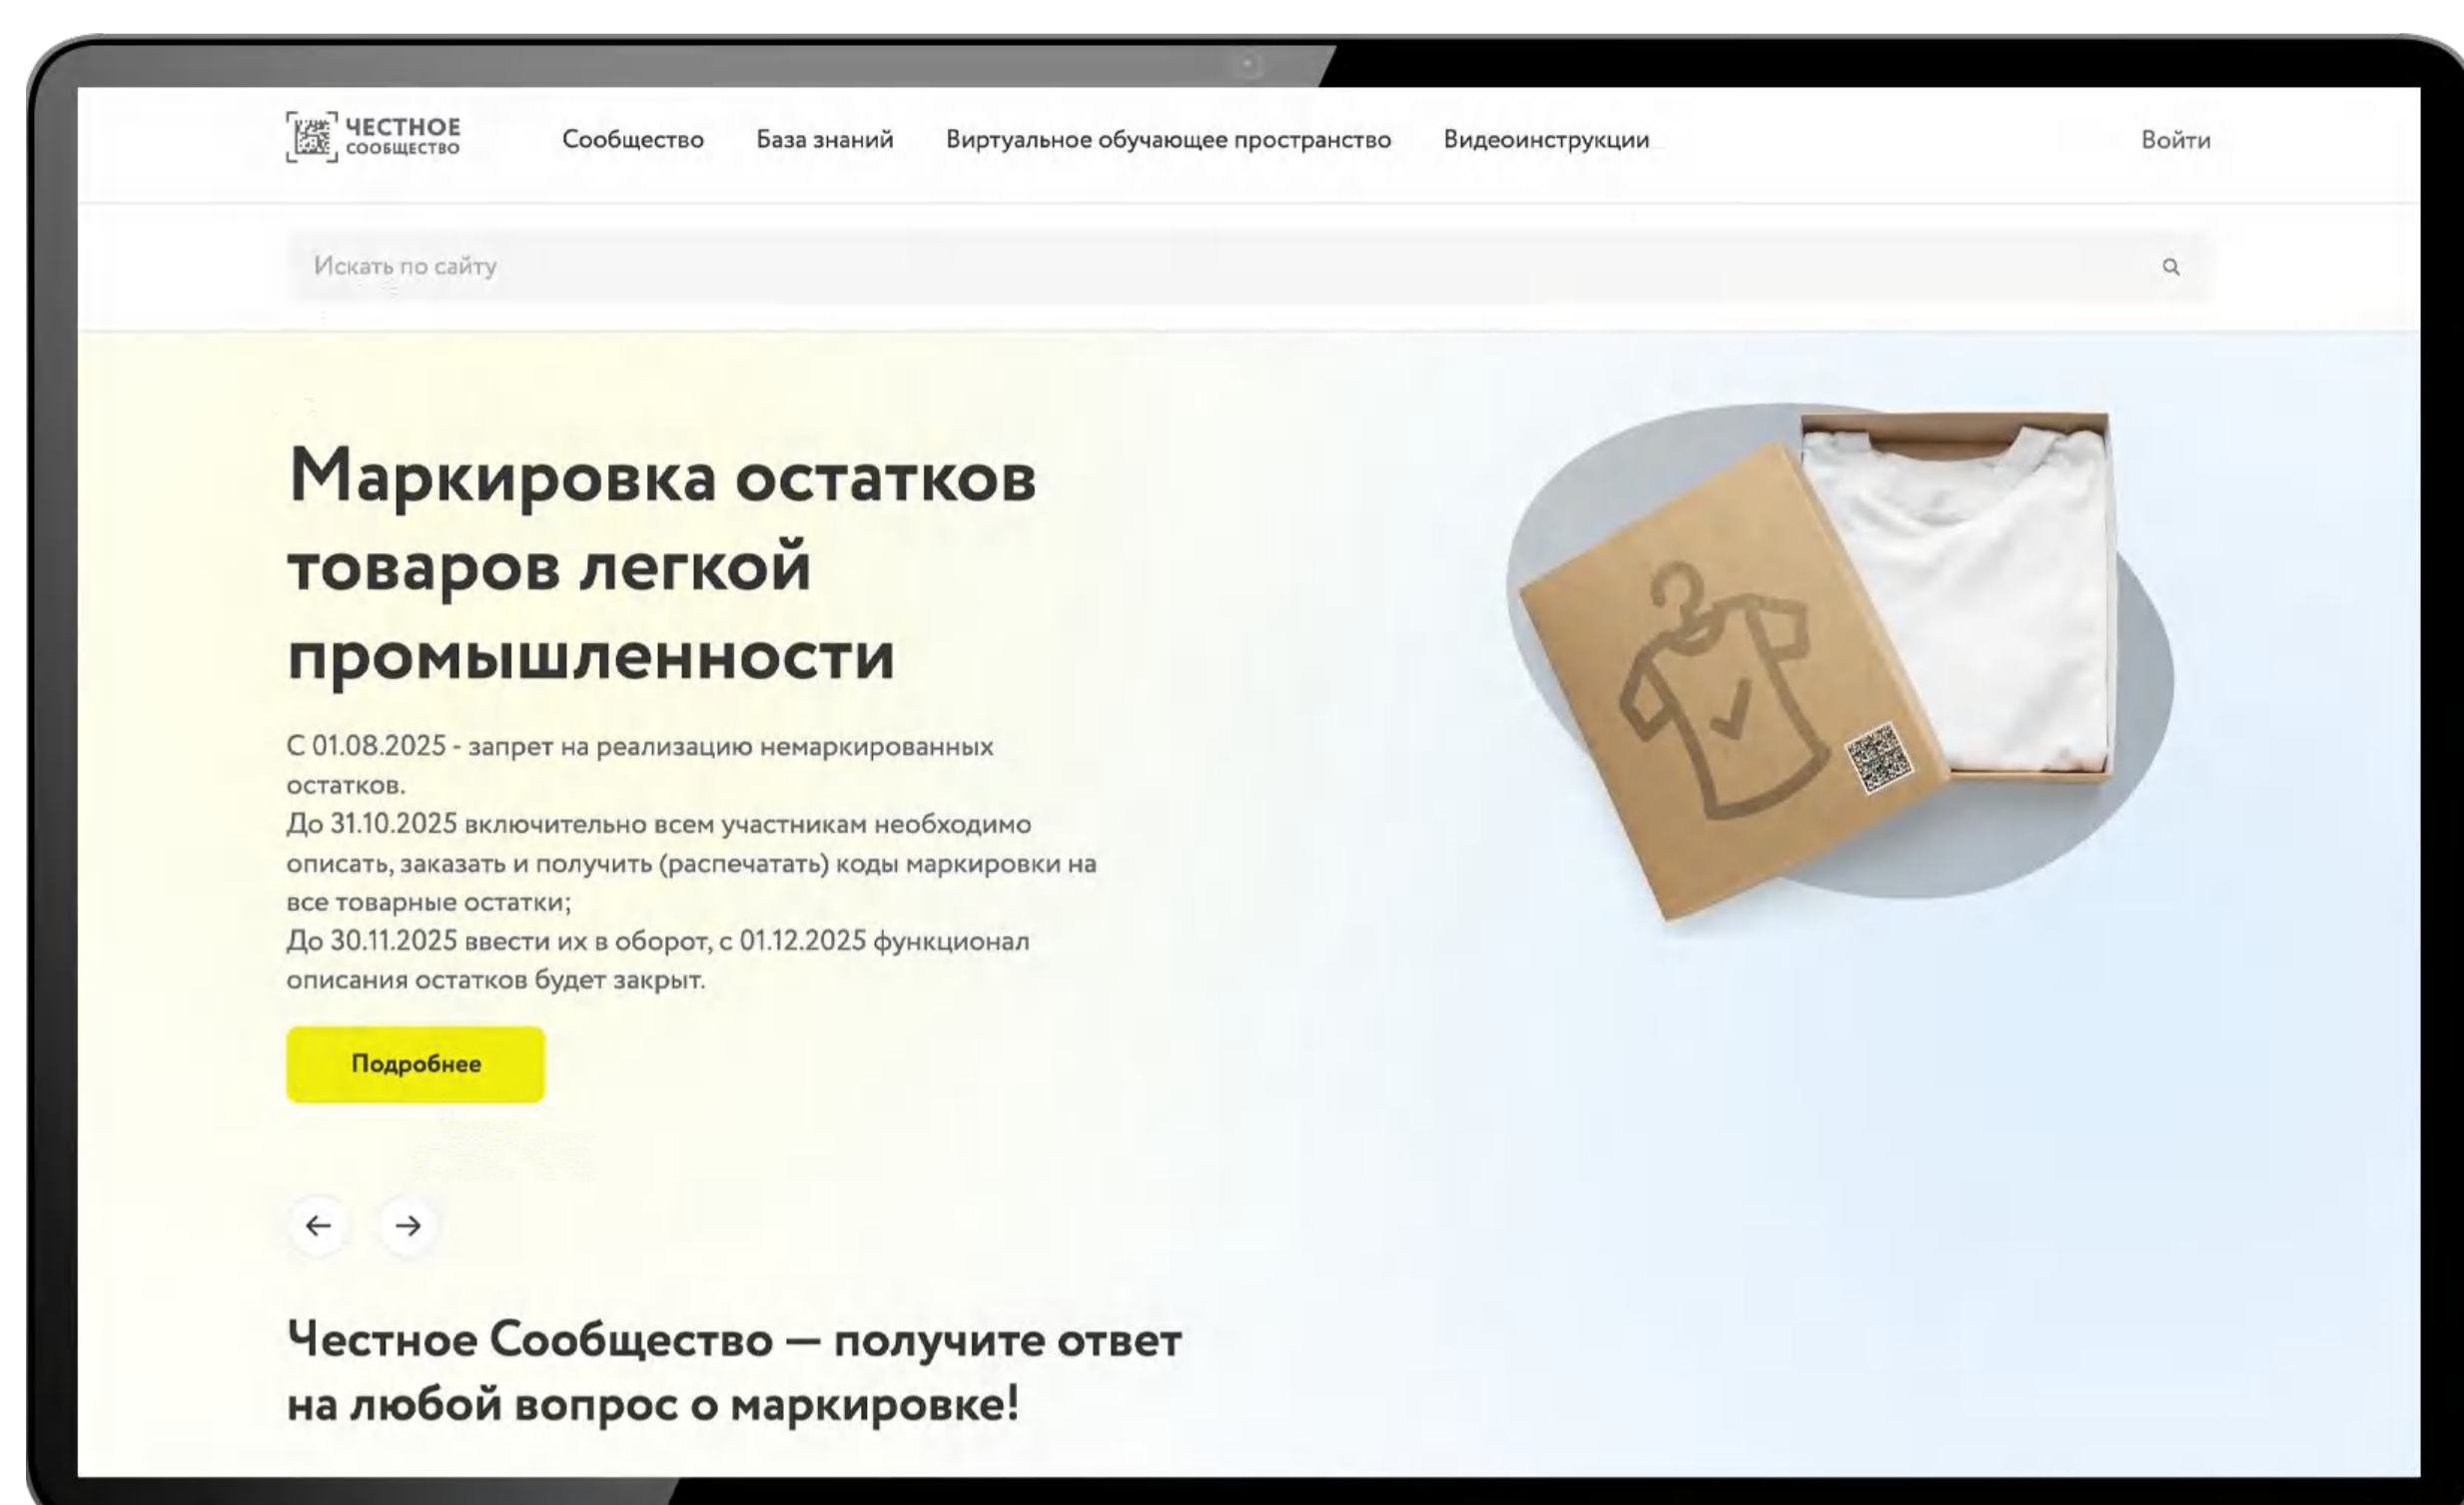 ЧЕСТНОЕ
СООБЩЕСТВО
Сообщество
База знаний
Виртуальное обучающее пространство
Видеоинструкции
Войти
Искать по сайту
Маркировка остатков
товаров легкой
промышленности
С 01.08.2025 - запрет на реализацию немаркированных
остатков.
До 31.10.2025 включительно всем участникам необходимо
описать, заказать и получить (распечатать) коды маркировки на
все товарные остатки;
До 30.11.2025 ввести их в оборот, с 01.12.2025 функционал
описания остатков будет закрыт.
Подробнее
Честное Сообщество — получите ответ
на любой вопрос о маркировке!